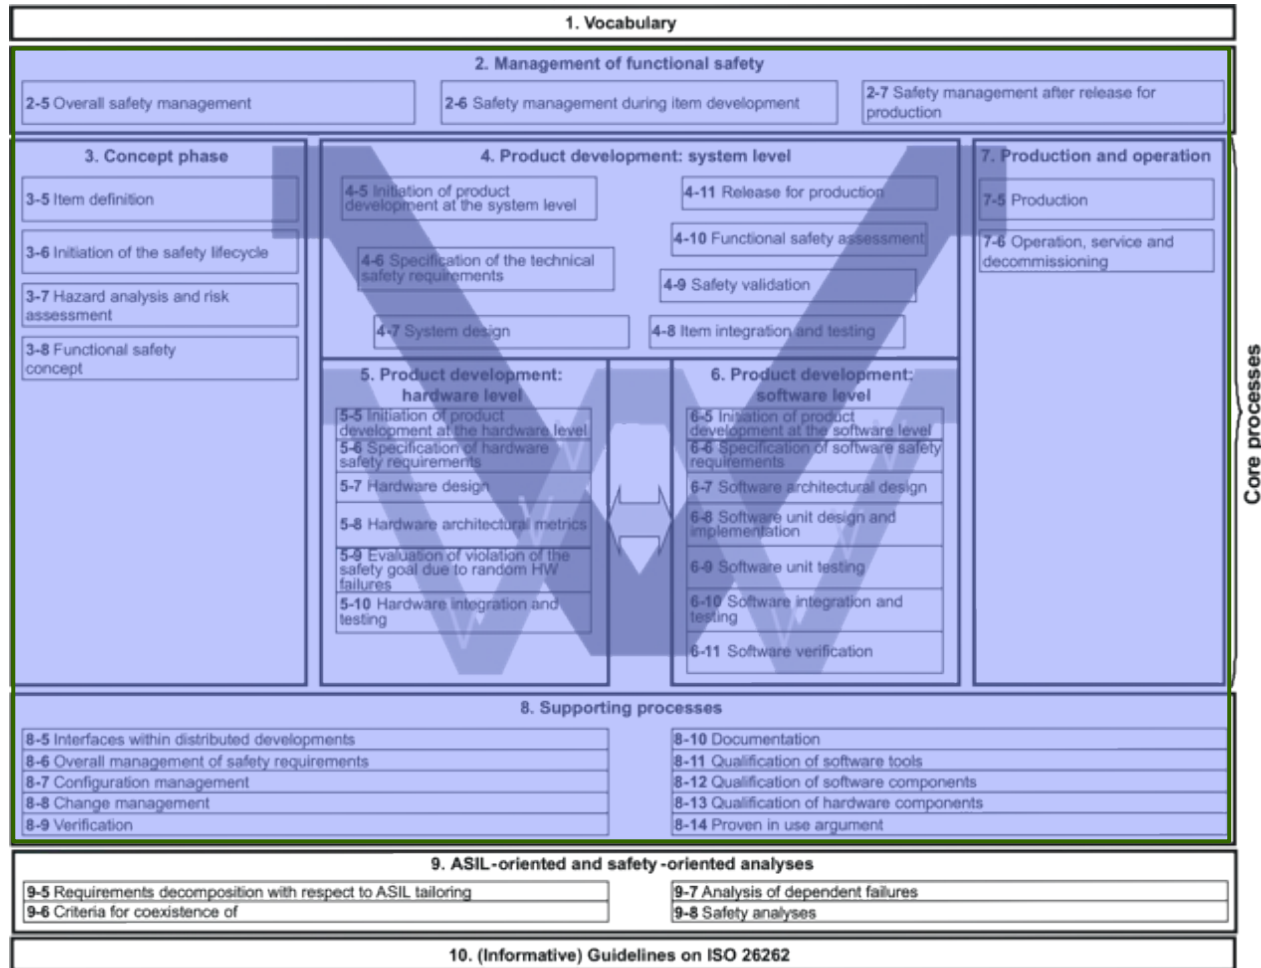 1. Vocabulary
2. Management of functional safety
2-5 Overall safety management
2-6 Safety management during item development
2-7 Safety management after release for
production
3. Concept phase
3-5 Item definition
3-6 Initiation of the safety lifecycle
3-7 Hazard analysis and risk
assessment
3-8 Functional safety
concept
4. Product development: system level
4-5 Initiation of product
development at the system level
4-6 Specification of the technical
safety requirements
4-7 System design
4-11 Release for production
4-10 Functional safety assessment
4-9 Safety validation
4-8 Item integration and testing
5. Product development:
hardware level
5-5 Initiation of product
development at the hardware level
5-6 Specification of hardware
safety requirements
5-7 Hardware design
5-8 Hardware architectural metrics
5-9 Evaluation of violation of the
safety goal due to random HW
failures
5-10 Hardware integration and
testing
6. Product development:
software level
6-5 Initiation of product
development at the software level
6-6 Specification of software safety
requirements
6-7 Software architectural design
6-8 Software unit design and
implementation
6-9 Software unit testing
6-10 Software integration and
testing
6-11 Software verification
7. Production and operation
7-5 Production
7-6 Operation, service and
decommissioning
Core processes
8. Supporting processes
8-5 Interfaces within distributed developments
8-6 Overall management of safety requirements
8-7 Configuration management
8-8 Change management
8-9 Verification
8-10 Documentation
8-11 Qualification of software tools
8-12 Qualification of software components
8-13 Qualification of hardware components
8-14 Proven in use argument
9. ASIL-oriented and safety-oriented analyses
9-5 Requirements decomposition with respect to ASIL tailoring
9-6 Criteria for coexistence of
9-7 Analysis of dependent failures
9-8 Safety analyses
10. (Informative) Guidelines on ISO 26262